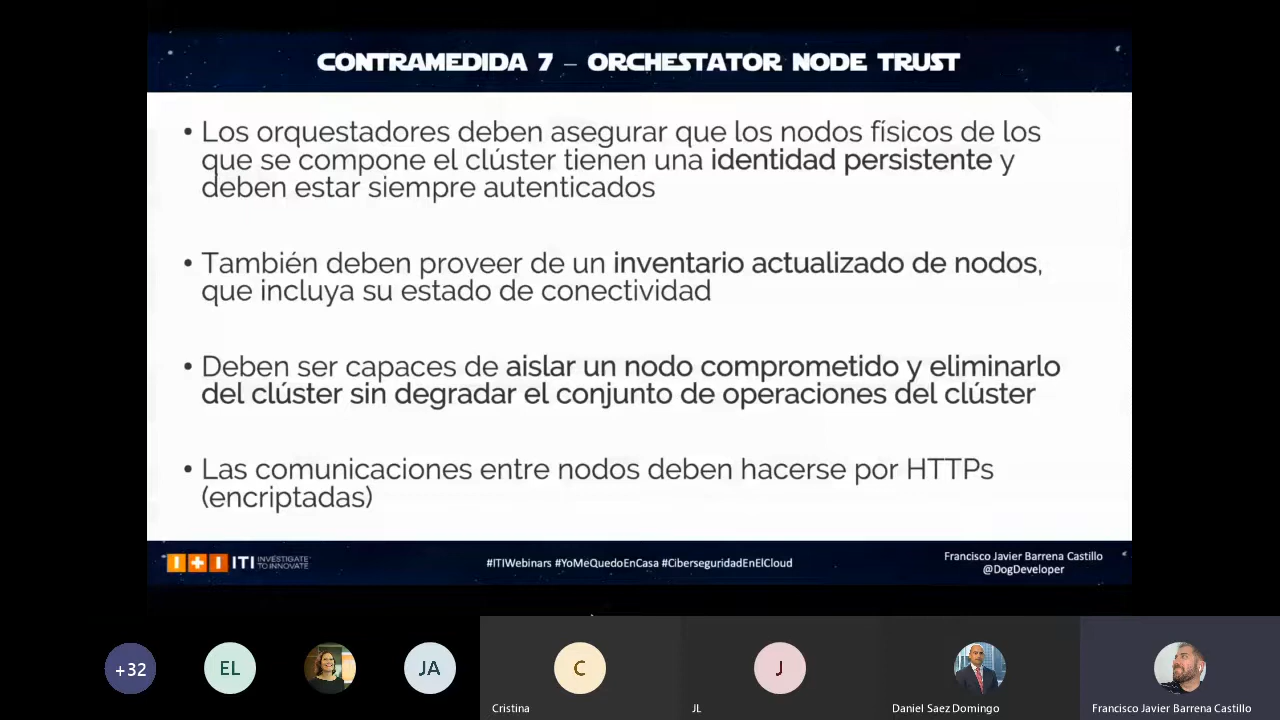 CONTRAMEDIDA 7 – ORCHESTATOR NODE TRUST
• Los orquestadores deben asegurar que los nodos físicos de los
que se compone el clúster tienen una identidad persistente y
deben estar siempre autenticados
• También deben proveer de un inventario actualizado de nodos,
que incluya su estado de conectividad
• Deben ser capaces de aislar un nodo comprometido y eliminarlo
del clúster sin degradar el conjunto de operaciones del clúster
• Las comunicaciones entre nodos deben hacerse por HTTPs
(encriptadas)
I+I ITI INVESTIGATE
TO INNOVATE
#ITIWebinars #YoMeQuedoEnCasa #CiberseguridadEnElCloud
Francisco Javier Barrena Castillo
@DogDeveloper
+32
EL
JA
C
J
Cristina
JL
Daniel Saez Domingo
Francisco Javier Barrena Castillo